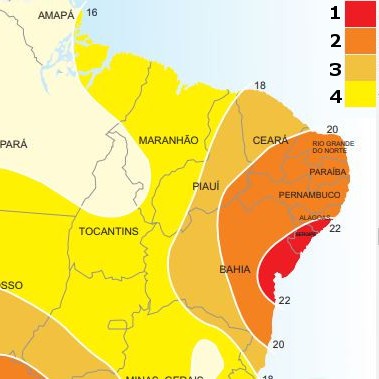 AMAPÁ
16
1
2
3
4
18
20
MARANHÃO
CEARÁ
RIO GRANDE
DO NORTE
PARÁ
PARAÍBA
PIAUÍ
PERNAMBUCO
ALAGOAS
SERGIPE
22
TOCANTINS
BAHIA
SSO
22
20
MINAS GERAIS
18